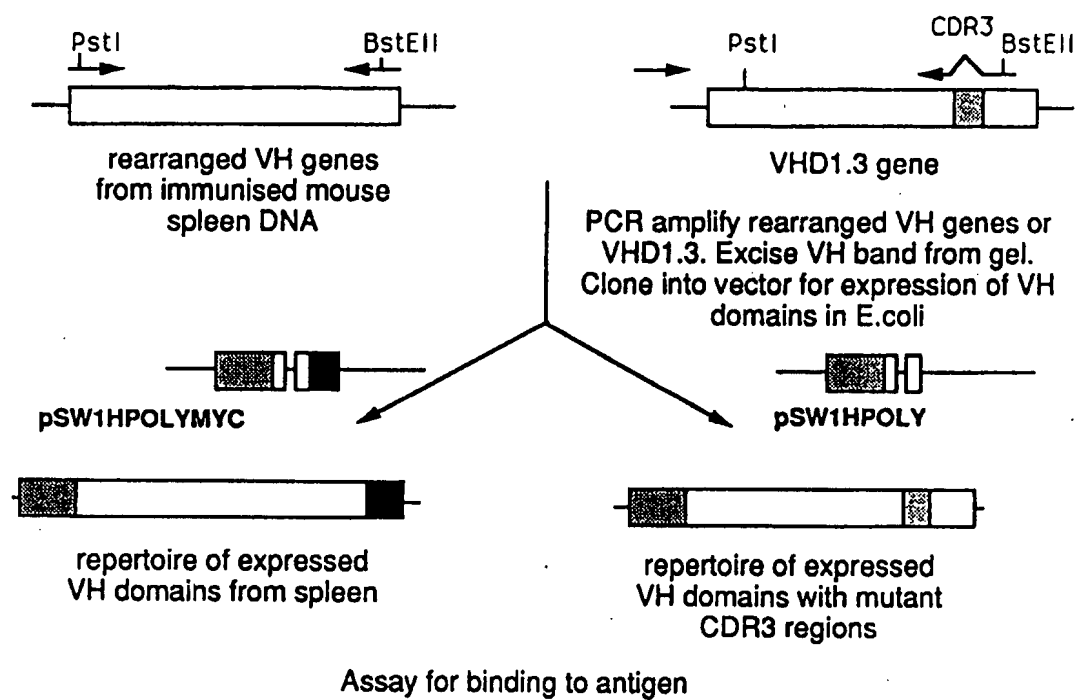 PstI
BstEII
rearranged VH genes
from immunised mouse
spleen DNA
PstI
CDR3
BstEII
VHD1.3 gene
PCR amplify rearranged VH genes or
VHD1.3. Excise VH band from gel.
Clone into vector for expression of VH
domains in E.coli
pSW1HPOLYMYC
pSW1HPOLY
repertoire of expressed
VH domains from spleen
repertoire of expressed
VH domains with mutant
CDR3 regions
Assay for binding to antigen